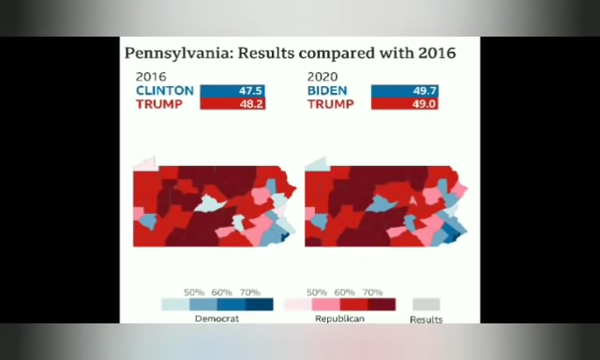 Pennsylvania: Results compared with 2016
2016
CLINTON 47.5
TRUMP 48.2
2020
BIDEN 49.7
TRUMP 49.0
50% 60% 70%
Democrat
50% 60% 70%
Republican
Results